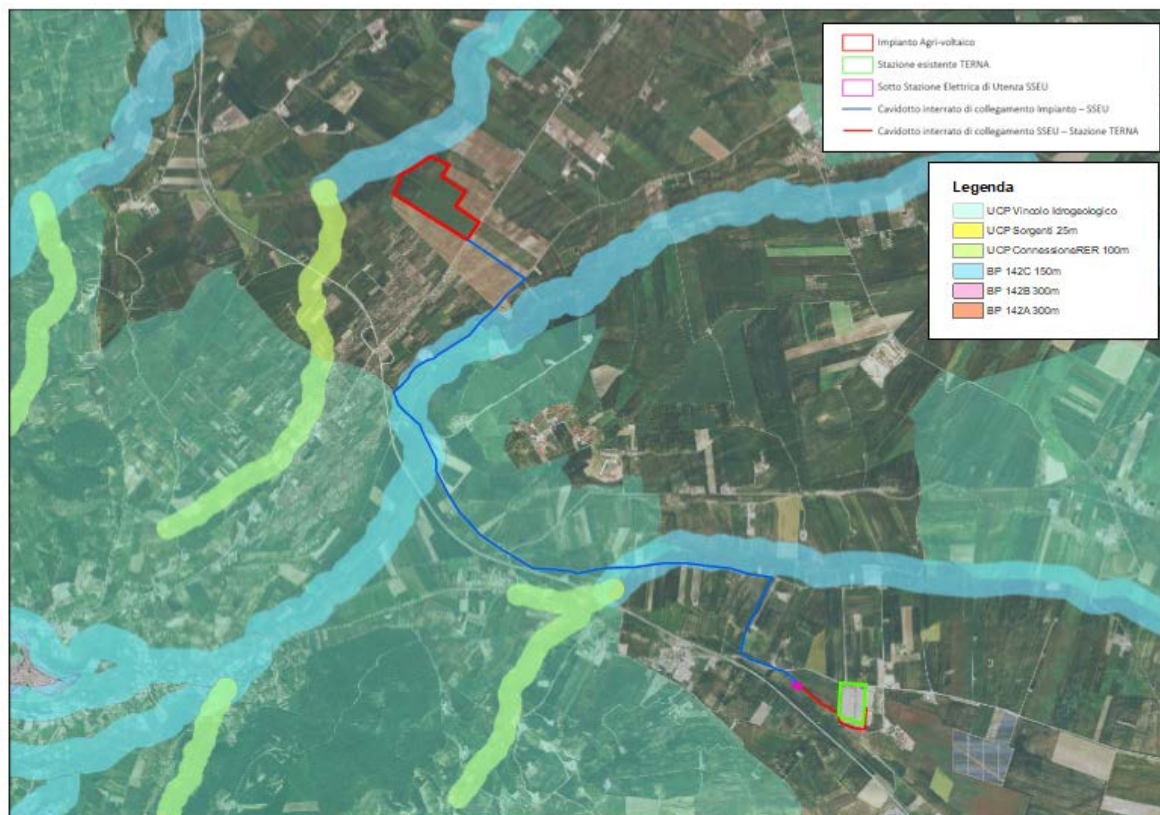 Impianto Agri-voltaico
Stazione esistente TERNA
Sotto Stazione Elettrica di Utenza SSEU
Cavidotto interrato di collegamento Impianto – SSEU
Cavidotto interrato di collegamento SSEU – Stazione TERNA
Legenda
UCP Vincolo Idrogeologico
UCP Sorgenti 25m
UCP ConnessioneRER 100m
BP 142C 150m
BP 142B 300m
BP 142A 300m